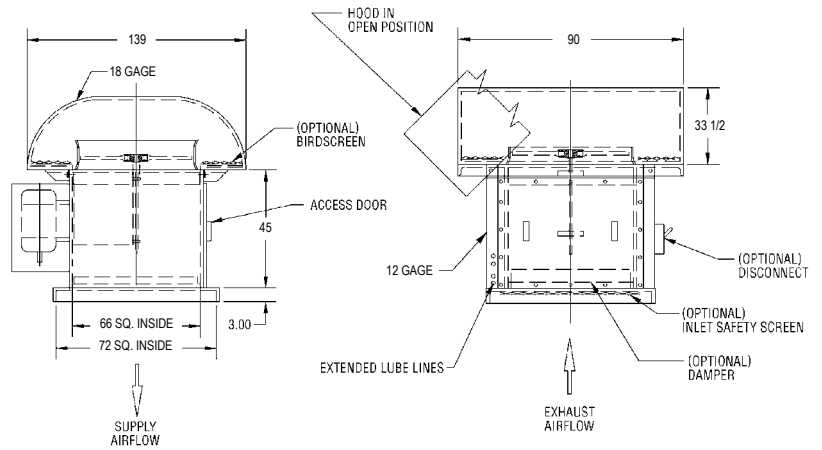 139
18 GAGE
(OPTIONAL)
BIRDSCREEN
ACCESS DOOR
45
66 SQ. INSIDE
3.00
72 SQ. INSIDE
SUPPLY
AIRFLOW
HOOD IN
OPEN POSITION
90
33 1/2
12 GAGE
(OPTIONAL)
DISCONNECT
(OPTIONAL)
INLET SAFETY SCREEN
EXTENDED LUBE LINES
(OPTIONAL)
DAMPER
EXHAUST
AIRFLOW